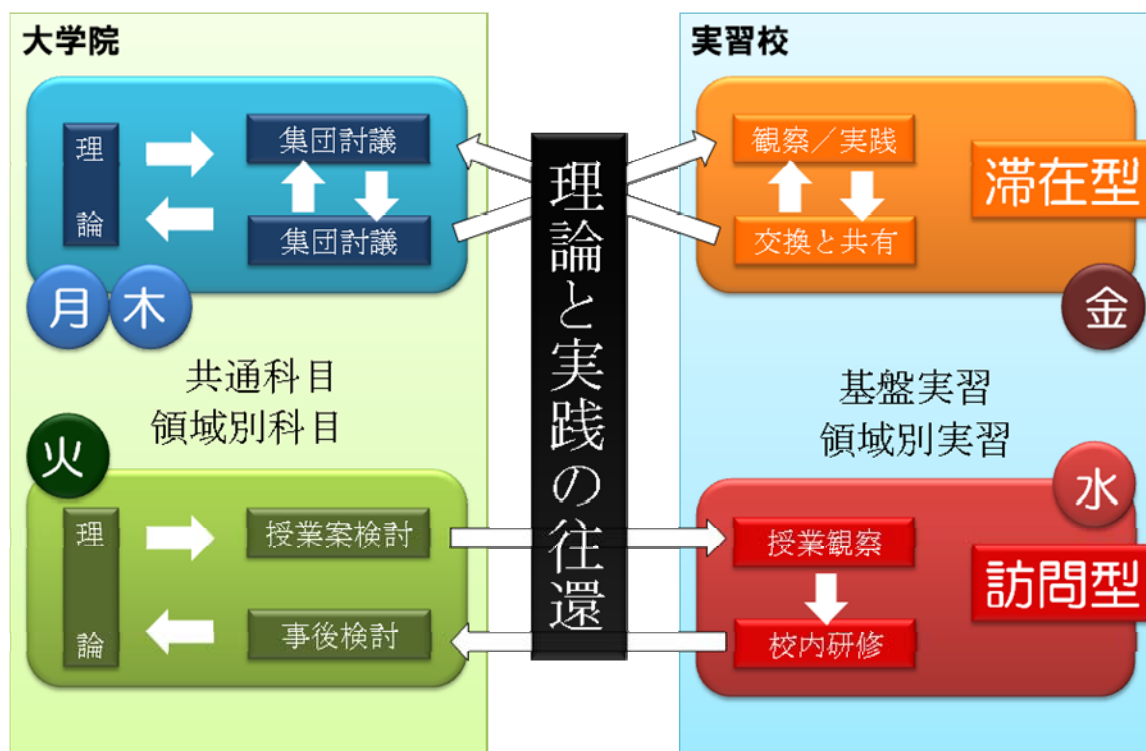 大学院
理論
集団討議
集団討議
月
木
共通科目
領域別科目
火
理論
授業案検討
事後検討
理論と実践の往還
実習校
観察／実践
交換と共有
滞在型
金
基盤実習
領域別実習
水
授業観察
校内研修
訪問型